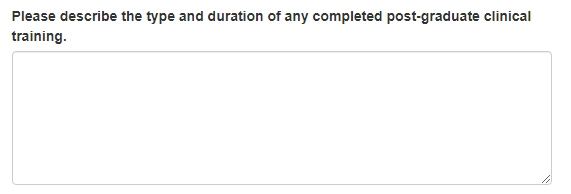 Please describe the type and duration of any completed post-graduate clinical
training.